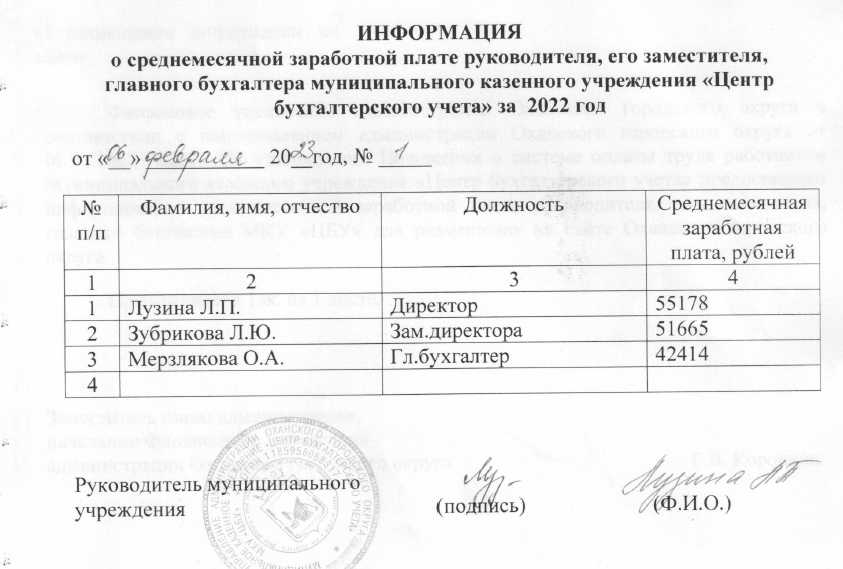 ИНФОРМАЦИЯ
о среднемесячной заработной плате руководителя, его заместителя,
главного бухгалтера муниципального казенного учреждения «Центр
бухгалтерского учета» за 2022 год
от «06» февраля 2023 год, № 1
№ п/п Фамилия, имя, отчество Должность Среднемесячная заработная плата, рублей
1 2 3 4
1 Лузина Л.П. Директор 55178
2 Зубрикова Л.Ю. Зам.директора 51665
3 Мерзлякова О.А. Гл.бухгалтер 42414
4
Руководитель муниципального
учреждения (подпись) (Ф.И.О.)
Лузина